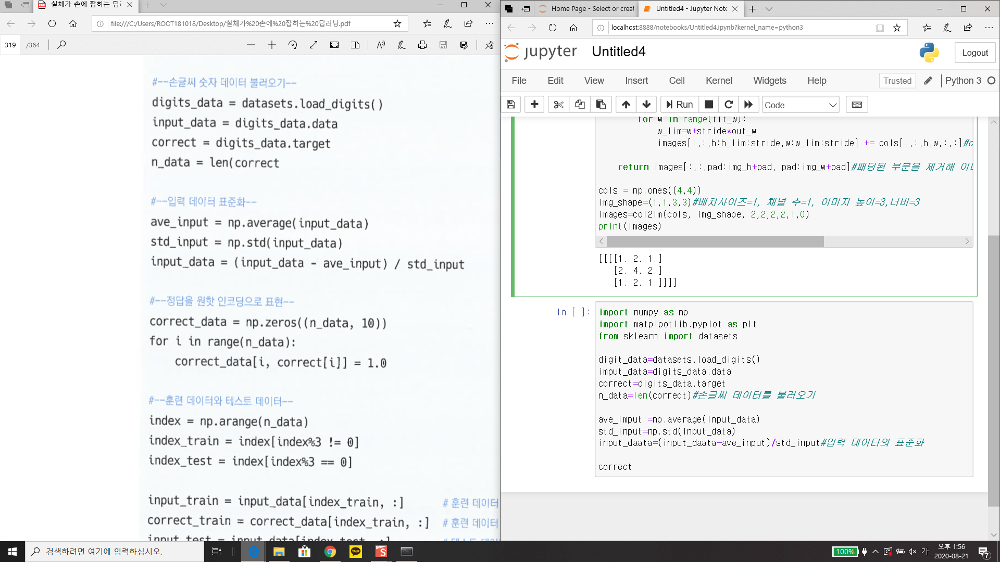 실체가 손에 잡히는 딥러
file:///C:/Users/ROOT181018/Desktop/실체가%20손에%20잡히는%20딥러닝.pdf
319 /364
#--손글씨 숫자 데이터 불러오기--
digits_data = datasets.load_digits()
input_data = digits_data.data
correct = digits_data.target
n_data = len(correct
#--입력 데이터 표준화--
ave_input = np.average(input_data)
std_input = np.std(input_data)
input_data = (input_data - ave_input) / std_input
#--정답을 원핫 인코딩으로 표현--
correct_data = np.zeros((n_data, 10))
for i in range(n_data):
correct_data[i, correct[i]] = 1.0
#--훈련 데이터와 테스트 데이터--
index = np.arange(n_data)
index_train = index[index%3 != 0]
index_test = index[index%3 == 0]
input_train = input_data[index_train, :] # 훈련 데이터
correct_train = correct_data[index_train, :] # 훈련 데이터
input_test = input_data[index_test, :]
Home Page - Select or creat
Untitled4 - Jupyter Note
localhost:8888/notebooks/Untitled4.ipynb?kernel_name=python3
jupyter Untitled4
Logout
File Edit View Insert Cell Kernel Widgets Help
Trusted
Python 3
Run
Code
for w in range(flt_w):
w_lim=w+stride*out_w
images[:,:,h:h_lim:stride,w:w_lim:stride] += cols[:,:,h,w,:,:]#c
return images[:,:,pad:img_h+pad, pad:img_w+pad]#패딩된 부분을 제거해 이
cols = np.ones((4,4))
img_shape=(1,1,3,3)#배치사이즈=1, 채널 수=1, 이미지 높이=3,너비=3
images=col2im(cols, img_shape, 2,2,2,2,1,0)
print(images)
[[[[1. 2. 1.]
[2. 4. 2.]
[1. 2. 1.]]]]
In [ ]:
import numpy as np
import matplpotlib.pyplot as plt
from sklearn import datasets
digit_data=datasets.load_digits()
imput_data=digits_data.data
correct=digits_data.target
n_data=len(correct)#손글씨 데이터를 불러오기
ave_imput =np.average(input_data)
std_input=np.std(input_data)
input_daata=(input_daata-ave_input)/std_input#입력 데이터의 표준화
correct
검색하려면 여기에 입력하십시오.
TALK
100%
가
오후 1:56
2020-08-21
7